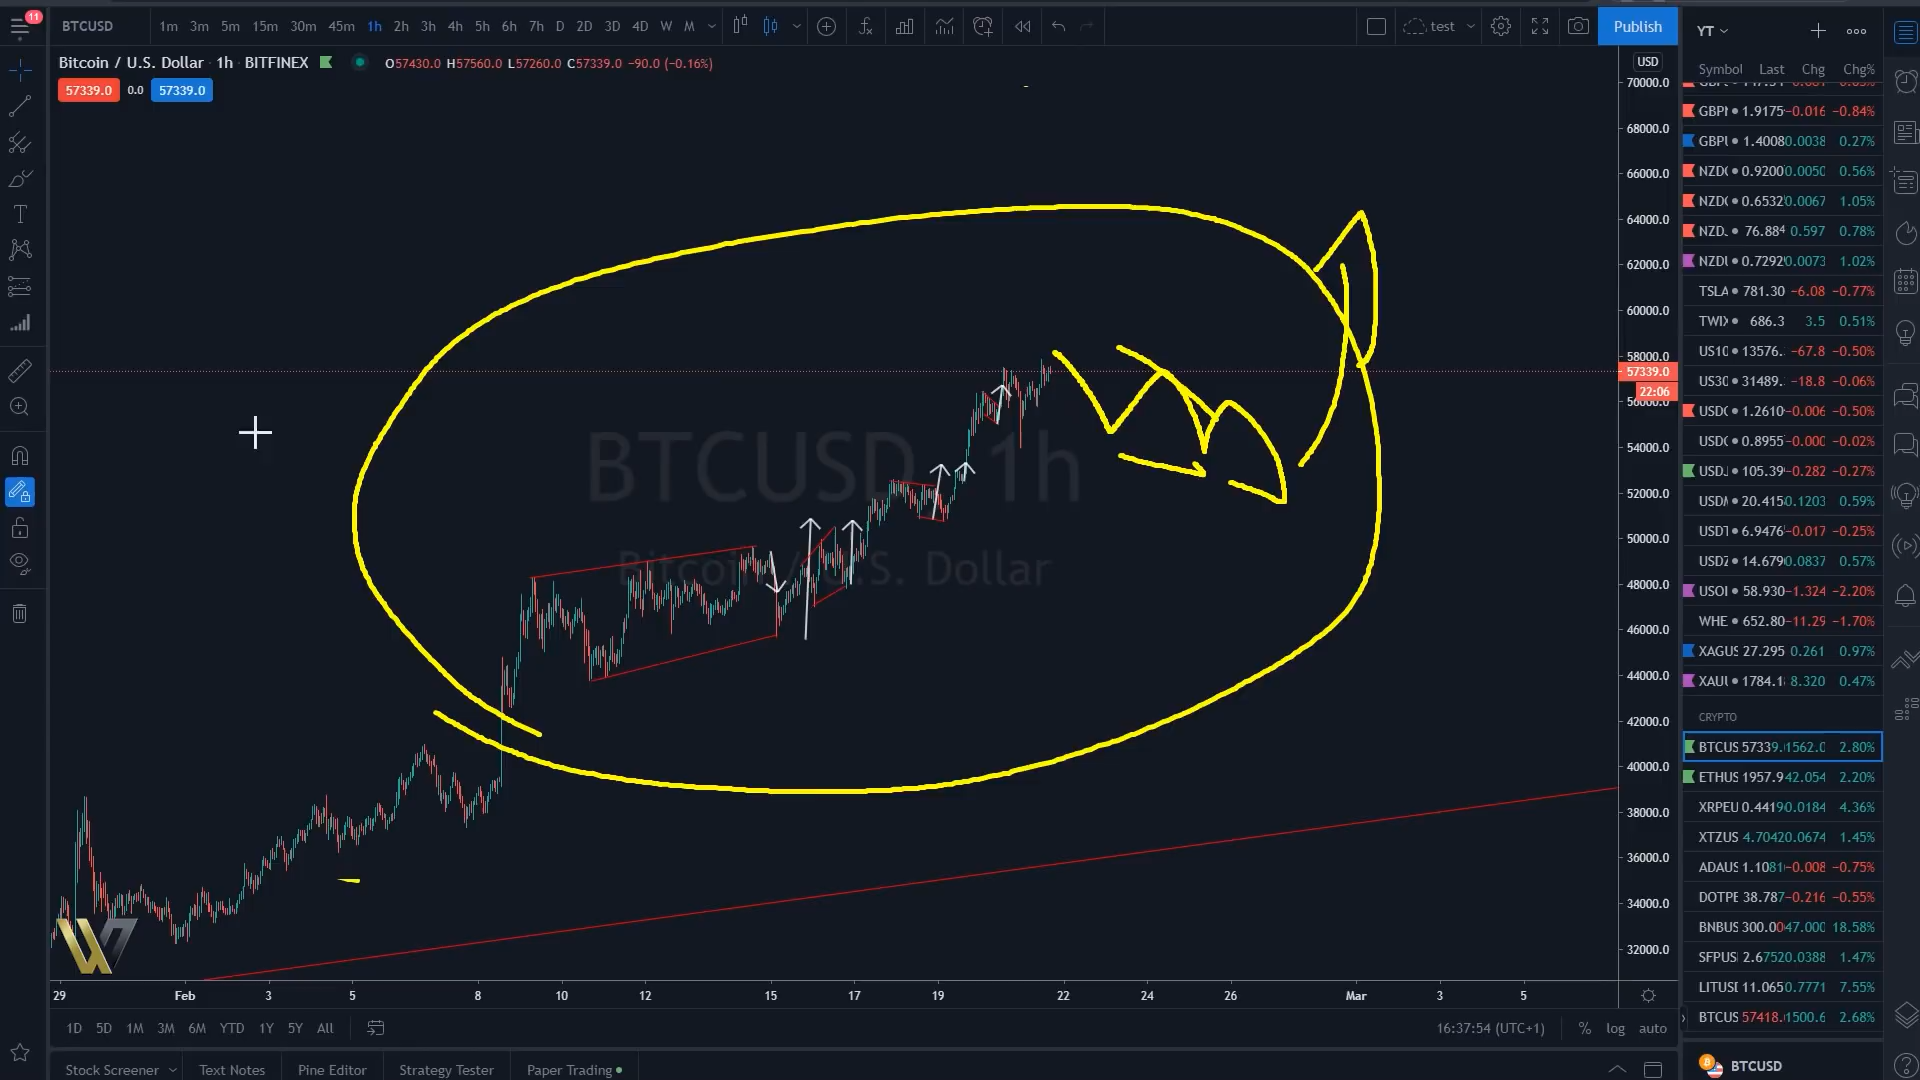 11
BTCUSD 1m 3m 5m 15m 30m 45m 1h 2h 3h 4h 5h 6h 7h D 2D 3D 4D W M test Publish
YT
Bitcoin / U.S. Dollar · 1h · BITFINEX O57430.0 H57560.0 L57260.0 C57339.0 −90.0 (−0.16%)
57339.0 0.0 57339.0
USD
70000.0
68000.0
66000.0
64000.0
62000.0
60000.0
58000.0
57339.0
22:06
56000.0
54000.0
52000.0
50000.0
48000.0
46000.0
44000.0
42000.0
40000.0
38000.0
36000.0
34000.0
32000.0
BTCUSD, 1h
Bitcoin / U.S. Dollar
29 Feb 3 5 8 10 12 15 17 19 22 24 26 Mar 3 5
1D 5D 1M 3M 6M YTD 1Y 5Y All 16:37:54 (UTC+1) % log auto
Stock Screener Text Notes Pine Editor Strategy Tester Paper Trading
Symbol Last Chg Chg%
1.9175 −0.016 −0.84%
1.4008 0.0038 0.27%
0.9200 0.0050 0.56%
0.6532 0.0067 1.05%
NZDJ 76.884 0.597 0.78%
0.7292 0.0073 1.02%
TSLA 781.30 −6.08 −0.77%
TWIX 686.3 3.5 0.51%
US10 13576. −67.8 −0.50%
US30 31489. −18.8 −0.06%
1.2610 −0.006 −0.50%
0.8955 −0.000 −0.02%
USDJ 105.39 −0.282 −0.27%
20.415 0.1203 0.59%
6.9476 −0.017 −0.25%
USDZ 14.679 0.0837 0.57%
USOI 58.930 −1.324 −2.20%
WHE 652.80 −11.29 −1.70%
XAGUS 27.295 0.261 0.97%
XAUU 1784.1 8.320 0.47%
CRYPTO
BTCUS 57339. 1562.0 2.80%
ETHUS 1957.9 42.054 2.20%
XRPEU 0.4419 0.0184 4.36%
XTZUS 4.7042 0.0674 1.45%
ADAUS 1.1081 −0.008 −0.75%
DOTPE 38.787 −0.216 −0.55%
BNBUS 300.00 47.000 18.58%
SFPUS 2.6752 0.0388 1.47%
LITUSI 11.065 0.7771 7.55%
BTCUS 57418. 1500.6 2.68%
BTCUSD